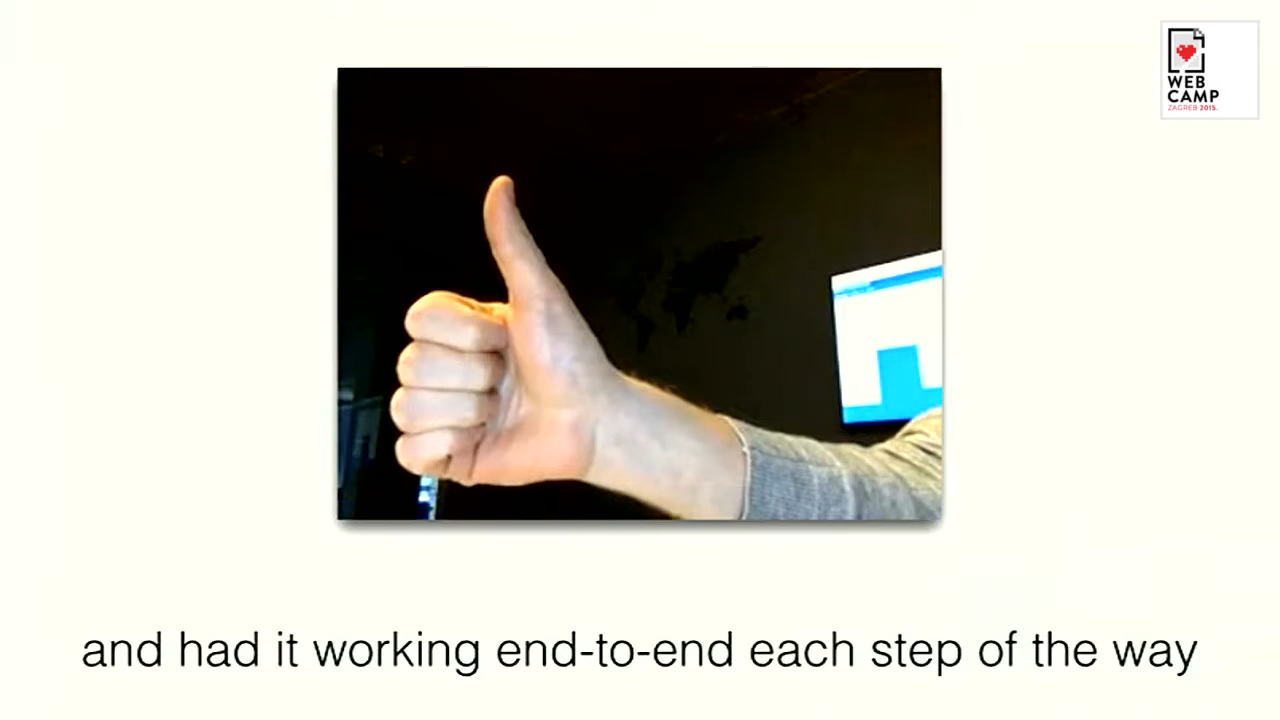 WEB
CAMP
ZAGREB 2015.
and had it working end-to-end each step of the way